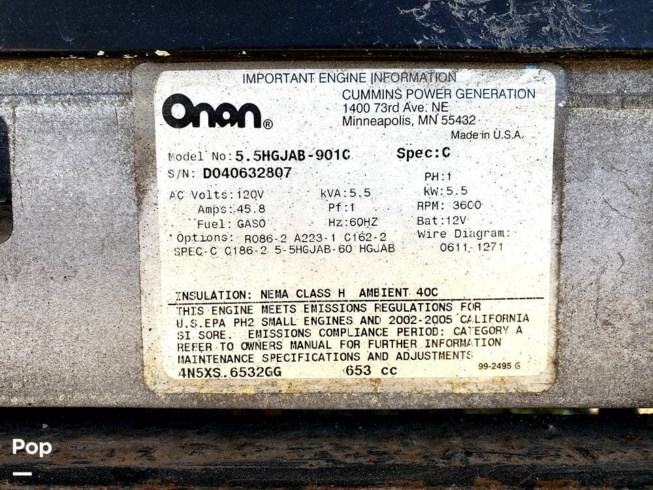 IMPORTANT ENGINE INFORMATION
Onan®
CUMMINS POWER GENERATION
1400 73rd Ave. NE
Minneapolis, MN 55432
Made in U.S.A.
Model No:5.5HGJAB-901C Spec:C
S/N: D040632807 PH:1
AC Volts:120V kVA:5.5 kW:5.5
Amps:45.8 Pf:1 RPM: 3600
Fuel: GASO Hz:60HZ Bat:12V
Options: R086-2 A223-1 C162-2 Wire Diagram:
SPEC-C C186-2 5-5HGJAB-60 HGJAB 0611-1271
INSULATION: NEMA CLASS H AMBIENT 40C
THIS ENGINE MEETS EMISSIONS REGULATIONS FOR
U.S.EPA PH2 SMALL ENGINES AND 2002-2005 CALIFORNIA
SI SORE. EMISSIONS COMPLIANCE PERIOD: CATEGORY A
REFER TO OWNERS MANUAL FOR FURTHER INFORMATION
MAINTENANCE SPECIFICATIONS AND ADJUSTMENTS
4N5XS.6532GG 653 cc 99-2495 G
Pop